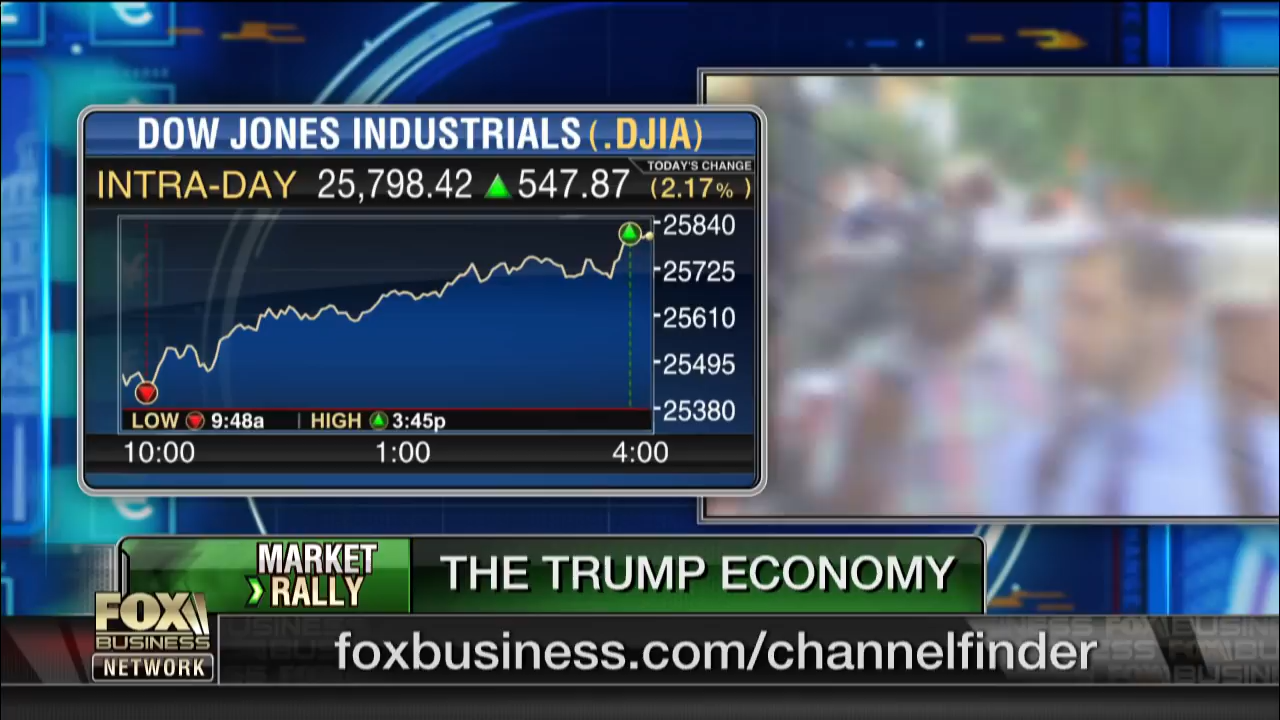 DOW JONES INDUSTRIALS (.DJIA)
TODAY'S CHANGE
INTRA-DAY 25,798.42 ▲ 547.87 (2.17%)
25840
25725
25610
25495
25380
LOW 9:48a | HIGH 3:45p
10:00 1:00 4:00
MARKET RALLY
THE TRUMP ECONOMY
FOX BUSINESS NETWORK
foxbusiness.com/channelfinder